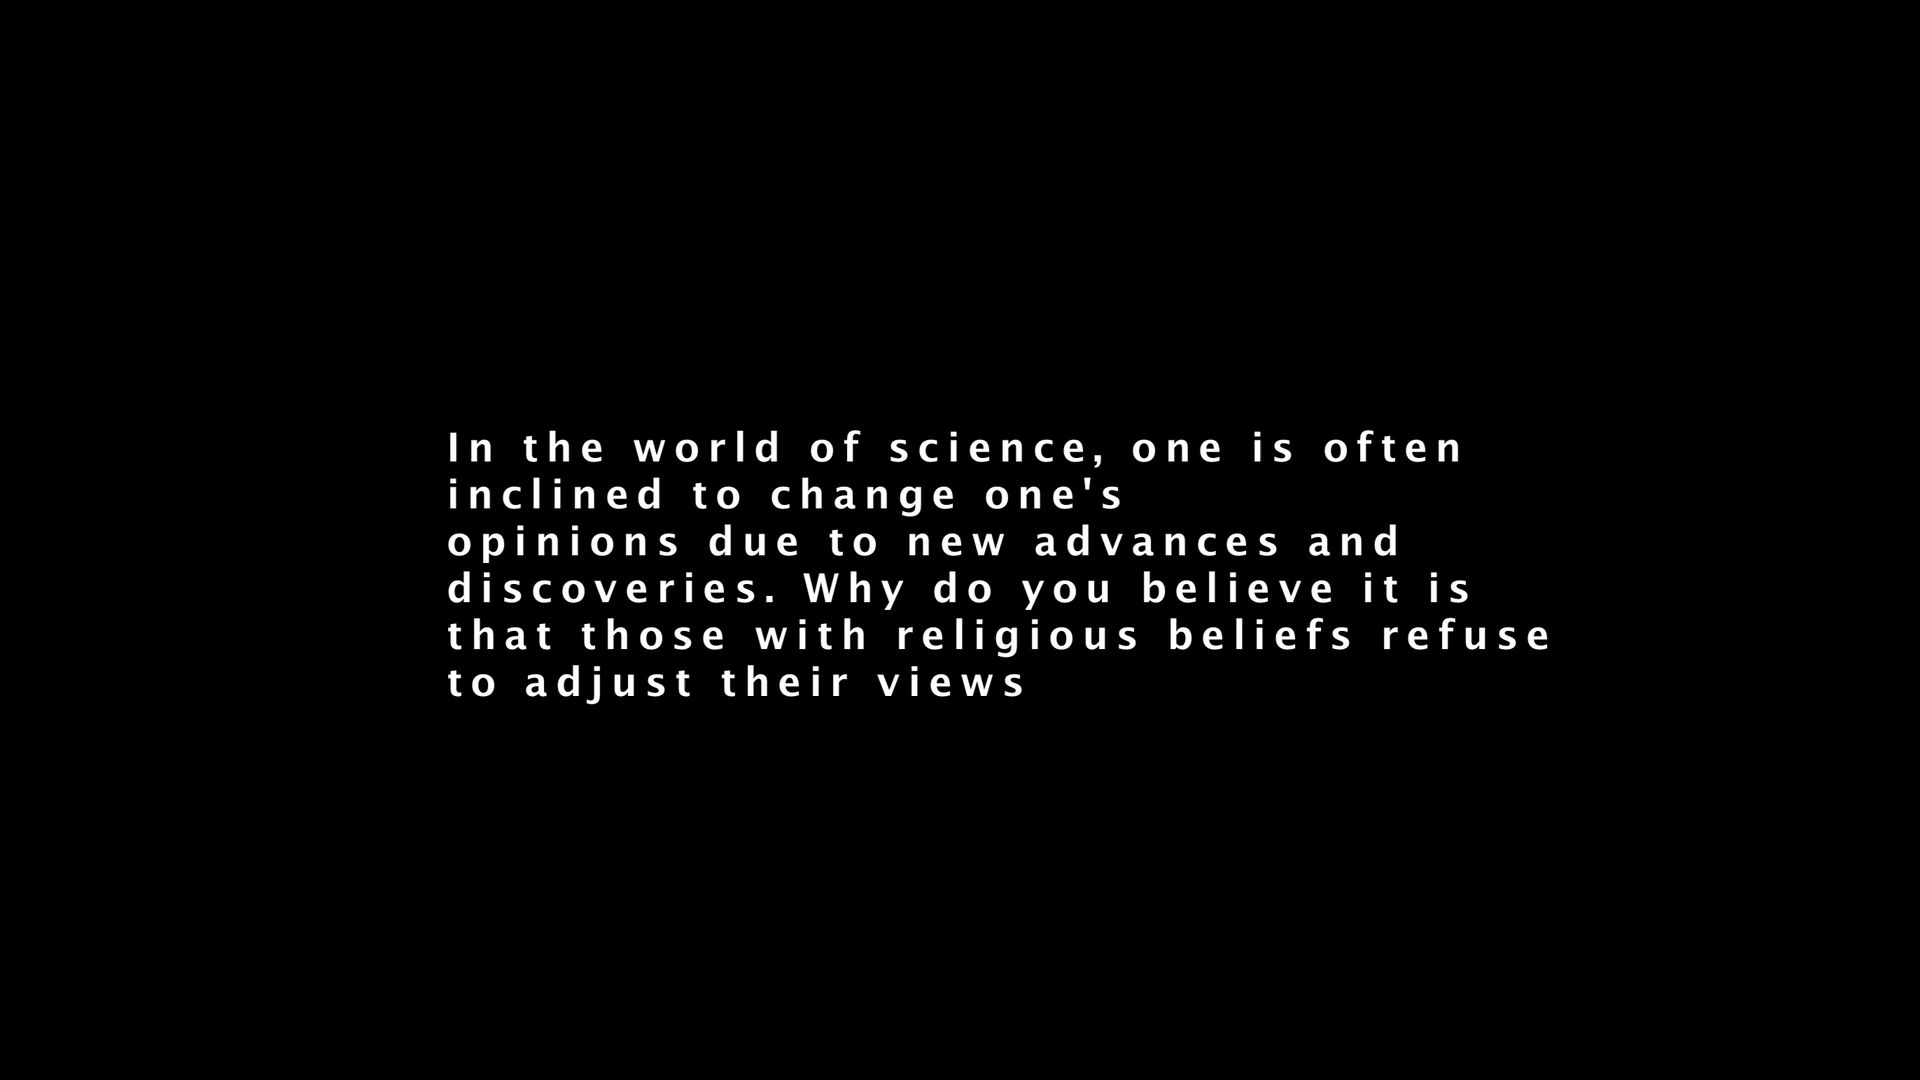 In the world of science, one is often
inclined to change one's
opinions due to new advances and
discoveries. Why do you believe it is
that those with religious beliefs refuse
to adjust their views